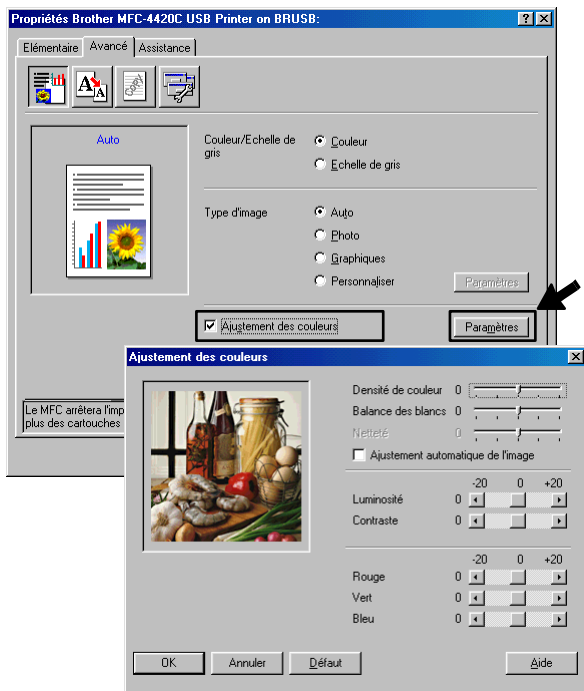 Propriétés Brother MFC-4420C USB Printer on BRUSB:
Elémentaire Avancé Assistance
Auto
Couleur/Echelle de
gris
Couleur
Echelle de gris
Type d'image
Auto
Photo
Graphiques
Personnaliser
Paramètres
Ajustement des couleurs
Paramètres
Le MFC arrêtera l'imp
plus des cartouches
Ajustement des couleurs
Densité de couleur 0
Balance des blancs 0
Netteté 0
Ajustement automatique de l'image
-20 0 +20
Luminosité 0
Contraste 0
-20 0 +20
Rouge 0
Vert 0
Bleu 0
OK Annuler Défaut Aide